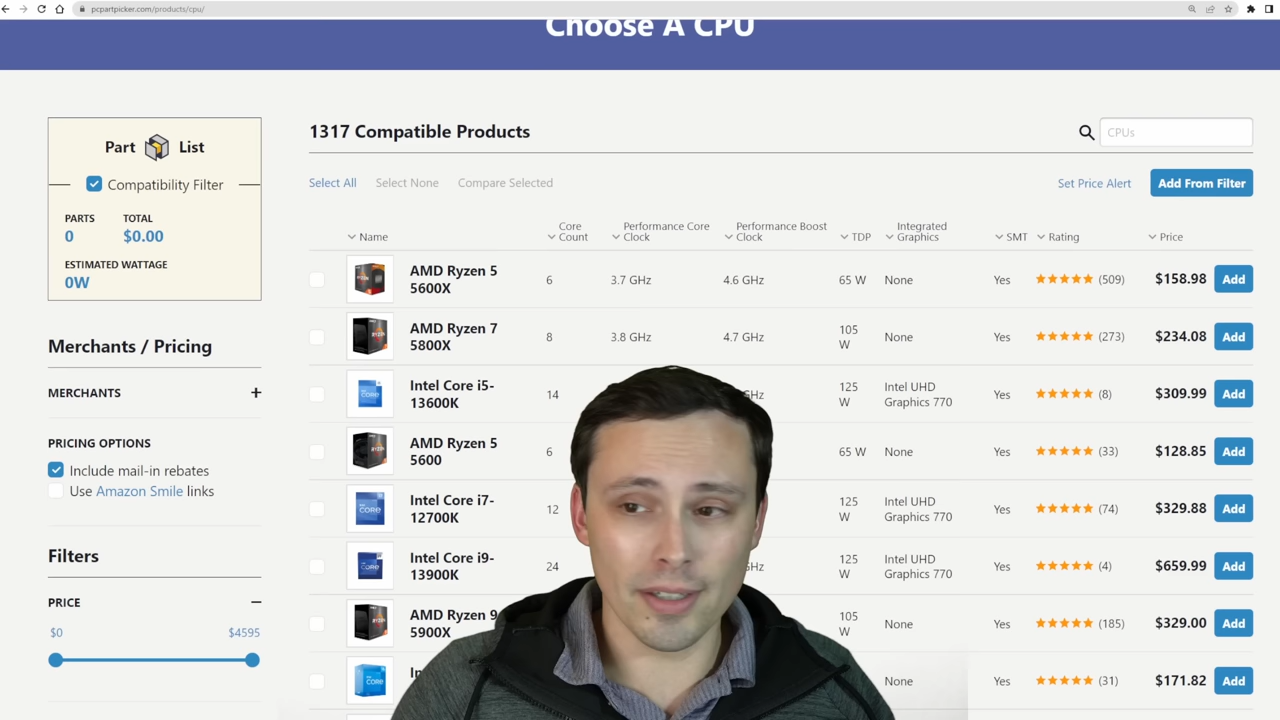 pcpartpicker.com/products/cpu/
Choose A CPU
Part List
Compatibility Filter
PARTS TOTAL
0 $0.00
ESTIMATED WATTAGE
0W
Merchants / Pricing
MERCHANTS +
PRICING OPTIONS
Include mail-in rebates
Use Amazon Smile links
Filters
PRICE
$0 $4595
1317 Compatible Products
CPUs
Select All Select None Compare Selected Set Price Alert Add From Filter
Name Core Count Performance Core Clock Performance Boost Clock TDP Integrated Graphics SMT Rating Price
AMD Ryzen 5
5600X
6 3.7 GHz 4.6 GHz 65 W None Yes (509) $158.98 Add
AMD Ryzen 7
5800X
8 3.8 GHz 4.7 GHz 105 W None Yes (273) $234.08 Add
Intel Core i5-
13600K
14 GHz 125 W Intel UHD Graphics 770 Yes (8) $309.99 Add
AMD Ryzen 5
5600
6 65 W None Yes (33) $128.85 Add
Intel Core i7-
12700K
12 125 W Intel UHD Graphics 770 Yes (74) $329.88 Add
Intel Core i9-
13900K
24 GHz 125 W Intel UHD Graphics 770 Yes (4) $659.99 Add
AMD Ryzen 9
5900X
105 W None Yes (185) $329.00 Add
None Yes (31) $171.82 Add